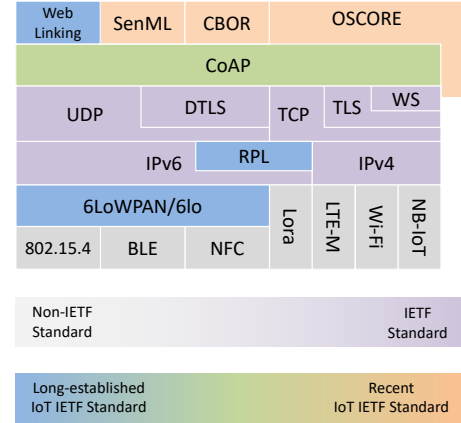 Web
Linking
SenML
CBOR
OSCORE
CoAP
UDP
DTLS
TCP
TLS
WS
IPv6
RPL
IPv4
6LoWPAN/6lo
Lora
LTE-M
Wi-Fi
NB-IoT
802.15.4
BLE
NFC
Non-IETF
Standard
IETF
Standard
Long-established
IoT IETF Standard
Recent
IoT IETF Standard